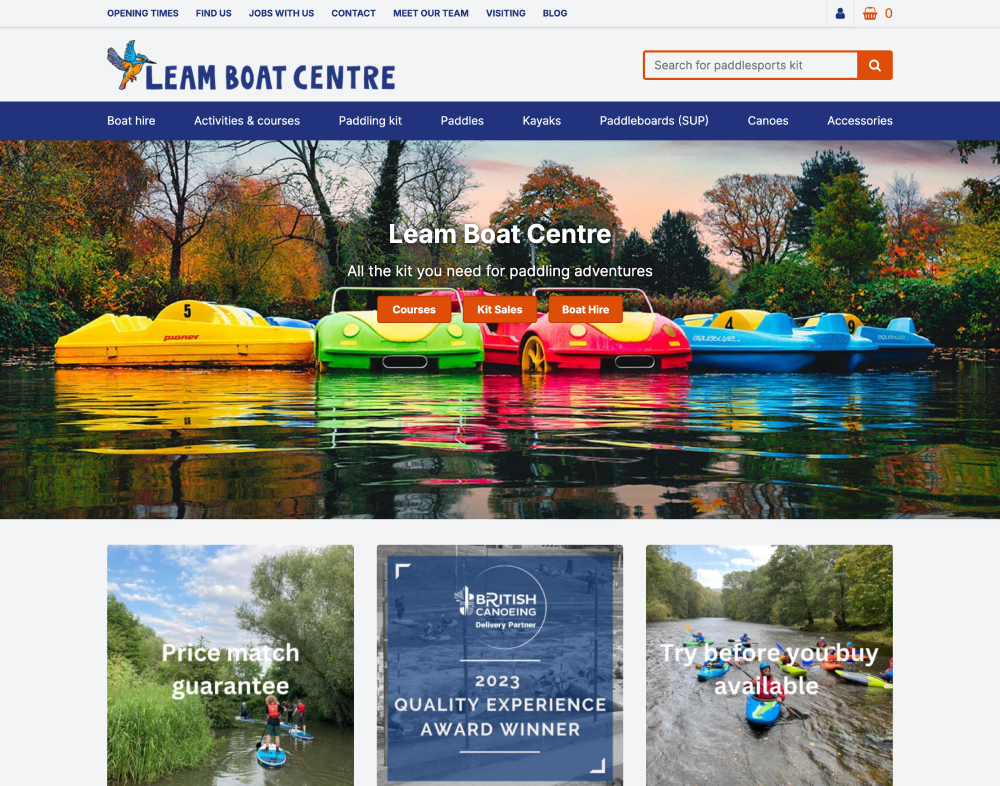 OPENING TIMES FIND US JOBS WITH US CONTACT MEET OUR TEAM VISITING BLOG 0
LEAM BOAT CENTRE
Search for paddlesports kit
Boat hire Activities & courses Paddling kit Paddles Kayaks Paddleboards (SUP) Canoes Accessories
Leam Boat Centre
All the kit you need for paddling adventures
Courses Kit Sales Boat Hire
5
pioner
4
aquablue
9
aquablue
Price match
guarantee
BRITISH
CANOEING
Delivery Partner
2023
QUALITY EXPERIENCE
AWARD WINNER
Try before you buy
available